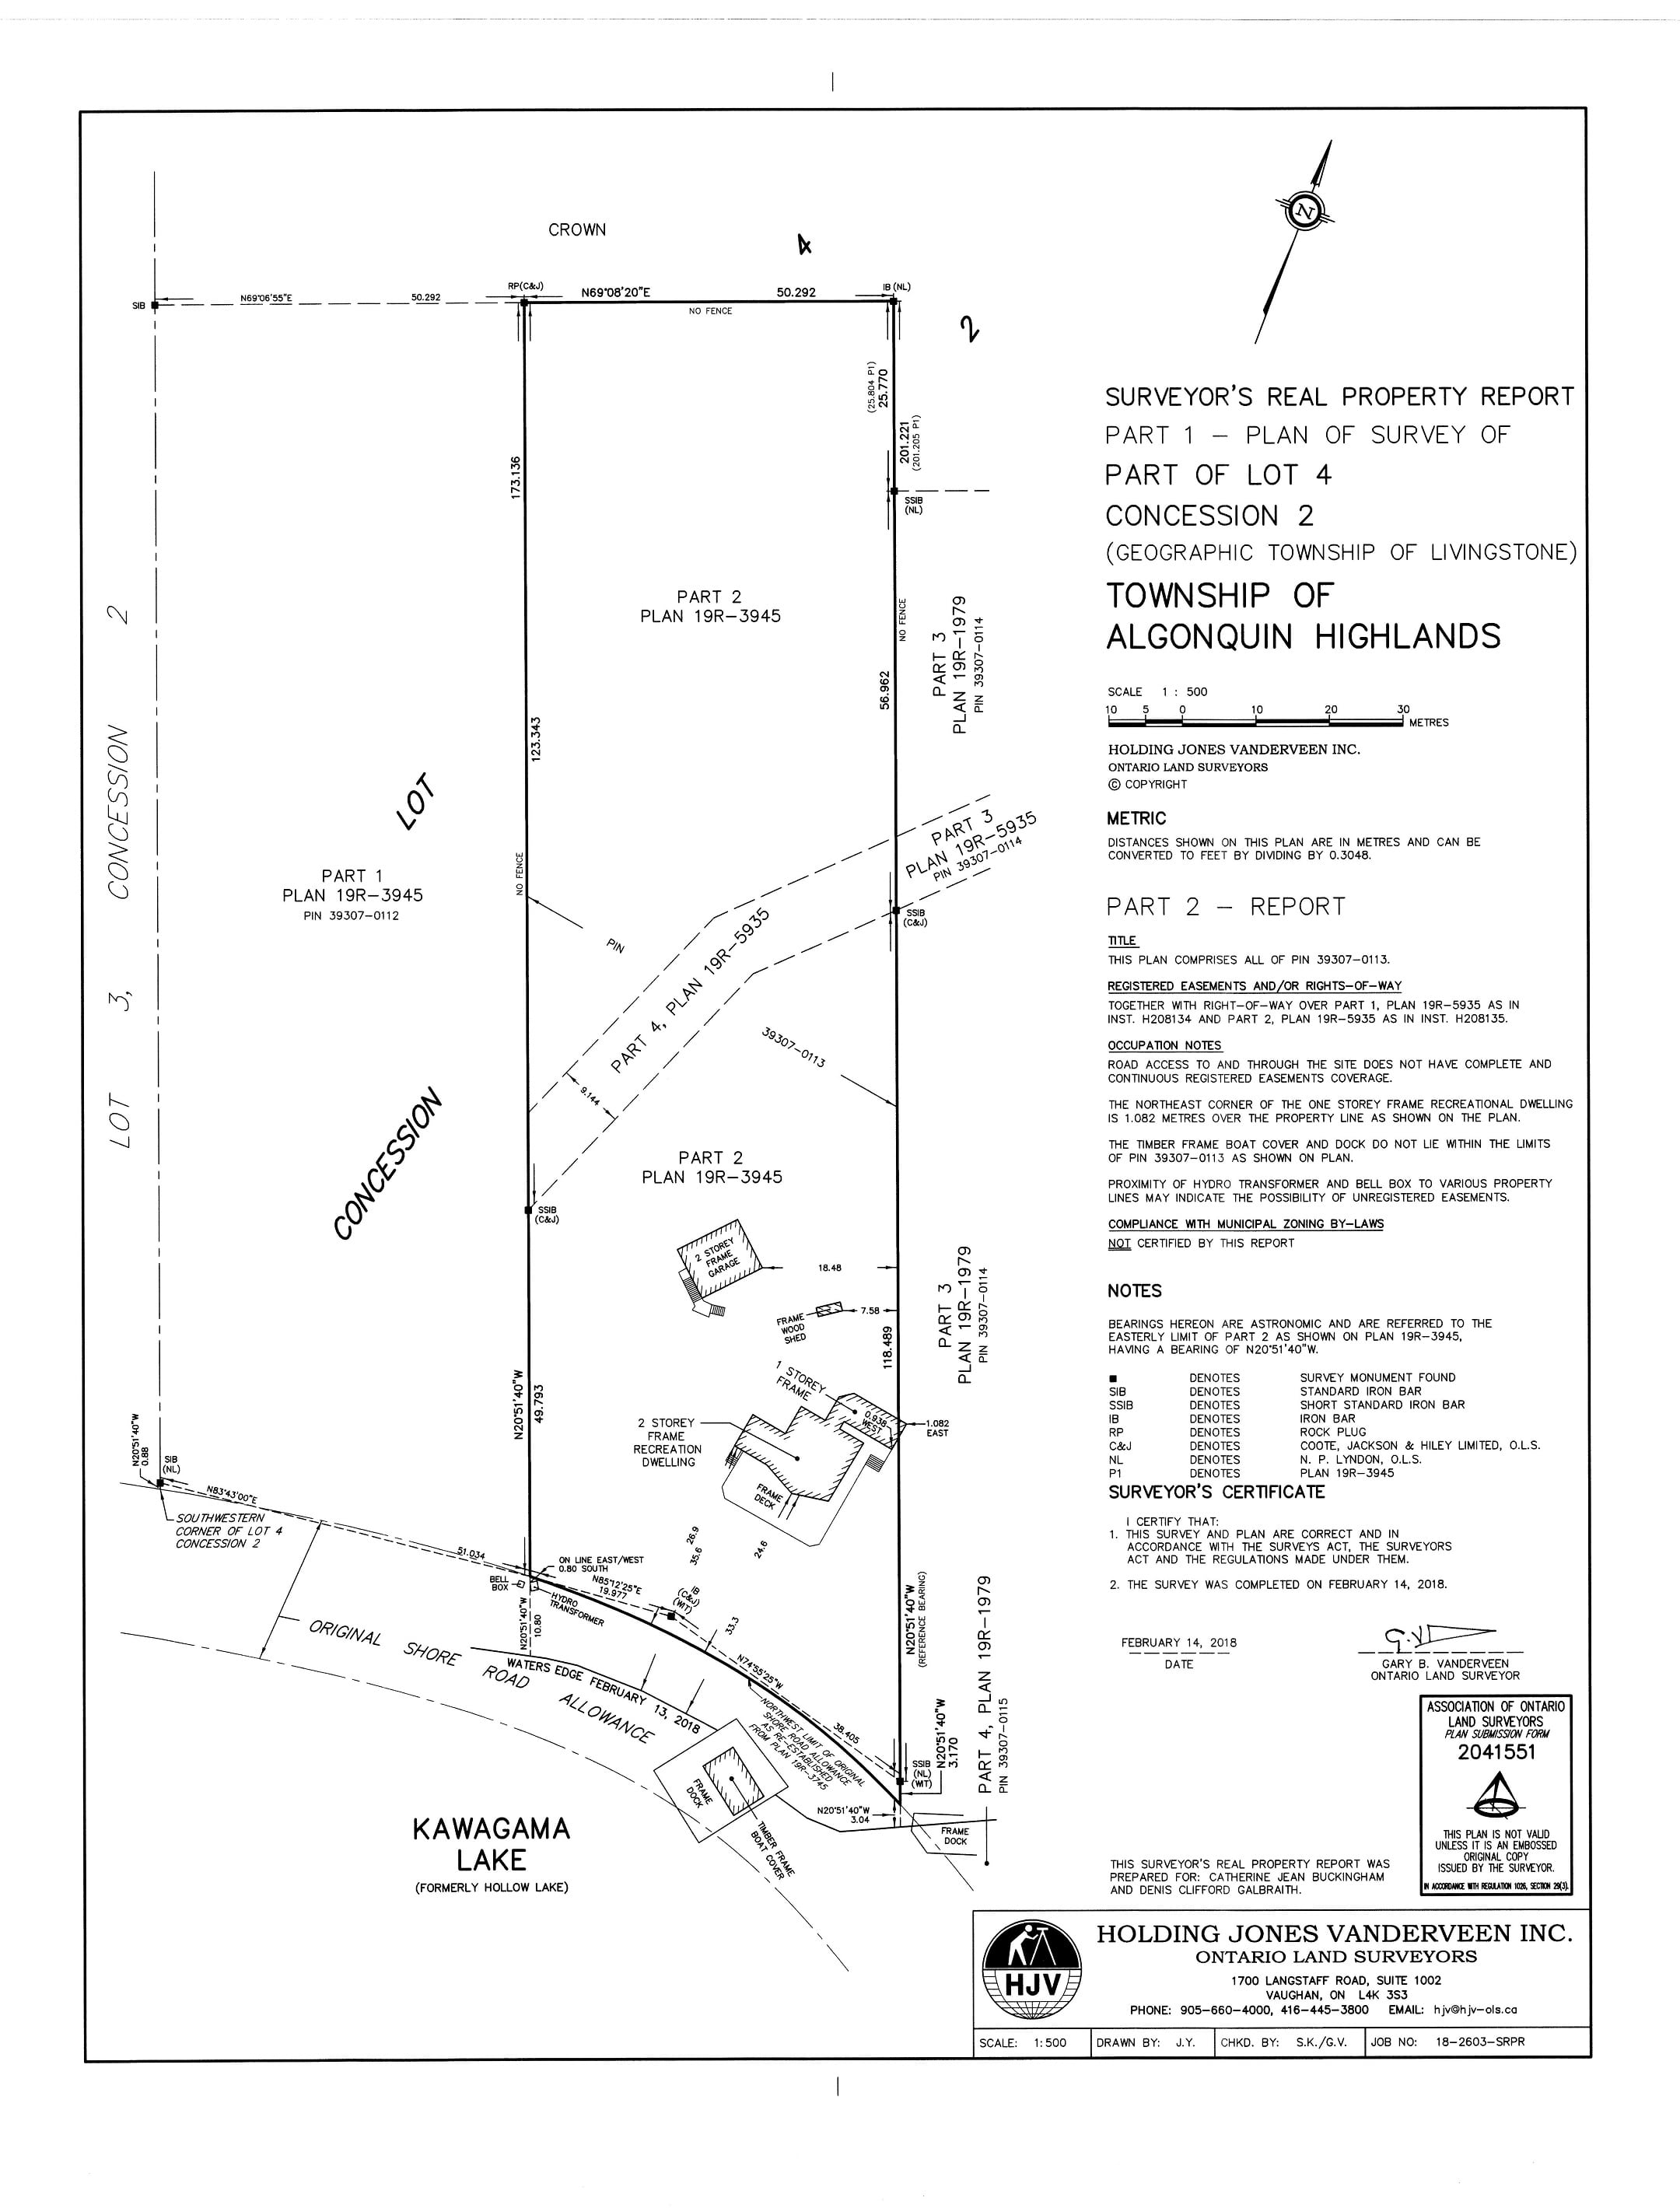 CROWN
4
2
SIB
N69°06'55"E
50.292
RP(C&J)
N69°08'20"E
50.292
IB (NL)
NO FENCE
(25.804 P1)
25.770
201.221
(201.205 P1)
SSIB
(NL)
173.136
123.343
NO FENCE
56.962
NO FENCE
PART 2
PLAN 19R-3945
PART 3
PLAN 19R-1979
PIN 39307-0114
LOT 3, CONCESSION 2
LOT
CONCESSION
PART 1
PLAN 19R-3945
PIN 39307-0112
PIN
39307-0113
PART 3
PLAN 19R-5935
PIN 39307-0114
SSIB
(C&J)
PART 4, PLAN 19R-5935
9.144
SSIB
(C&J)
PART 2
PLAN 19R-3945
2 STOREY
FRAME
GARAGE
18.48
FRAME
WOOD
SHED
7.58
118.489
PART 3
PLAN 19R-1979
PIN 39307-0114
1 STOREY
FRAME
0.938
WEST
1.082
EAST
2 STOREY
FRAME
RECREATION
DWELLING
FRAME
DECK
N20°51'40"W
49.793
N20°51'40"W
0.88
SIB
(NL)
N83°43'00"E
51.034
SOUTHWESTERN
CORNER OF LOT 4
CONCESSION 2
26.9
35.6
24.6
33.3
ON LINE EAST/WEST
0.80 SOUTH
BELL
BOX
HYDRO
TRANSFORMER
N85°12'25"E
19.977
IB
(C&J)
(WIT)
N20°51'40"W
10.80
N20°51'40"W
(REFERENCE BEARING)
N74°55'25"W
38.405
ORIGINAL SHORE ROAD ALLOWANCE
WATERS EDGE FEBRUARY 13, 2018
NORTHWEST LIMIT OF ORIGINAL
SHORE ROAD ALLOWANCE
AS RE-ESTABLISHED
FROM PLAN 19R-3745
SSIB
(NL)
(WIT)
N20°51'40"W
3.170
PART 4, PLAN 19R-1979
PIN 39307-0115
N20°51'40"W
3.04
FRAME
DOCK
FRAME
DOCK
TIMBER FRAME
BOAT COVER
KAWAGAMA
LAKE
(FORMERLY HOLLOW LAKE)
N
SURVEYOR'S REAL PROPERTY REPORT
PART 1 - PLAN OF SURVEY OF
PART OF LOT 4
CONCESSION 2
(GEOGRAPHIC TOWNSHIP OF LIVINGSTONE)
TOWNSHIP OF
ALGONQUIN HIGHLANDS
SCALE 1 : 500
10 5 0 10 20 30
METRES
HOLDING JONES VANDERVEEN INC.
ONTARIO LAND SURVEYORS
© COPYRIGHT
METRIC
DISTANCES SHOWN ON THIS PLAN ARE IN METRES AND CAN BE
CONVERTED TO FEET BY DIVIDING BY 0.3048.
PART 2 - REPORT
TITLE
THIS PLAN COMPRISES ALL OF PIN 39307-0113.
REGISTERED EASEMENTS AND/OR RIGHTS-OF-WAY
TOGETHER WITH RIGHT-OF-WAY OVER PART 1, PLAN 19R-5935 AS IN
INST. H208134 AND PART 2, PLAN 19R-5935 AS IN INST. H208135.
OCCUPATION NOTES
ROAD ACCESS TO AND THROUGH THE SITE DOES NOT HAVE COMPLETE AND
CONTINUOUS REGISTERED EASEMENTS COVERAGE.
THE NORTHEAST CORNER OF THE ONE STOREY FRAME RECREATIONAL DWELLING
IS 1.082 METRES OVER THE PROPERTY LINE AS SHOWN ON THE PLAN.
THE TIMBER FRAME BOAT COVER AND DOCK DO NOT LIE WITHIN THE LIMITS
OF PIN 39307-0113 AS SHOWN ON PLAN.
PROXIMITY OF HYDRO TRANSFORMER AND BELL BOX TO VARIOUS PROPERTY
LINES MAY INDICATE THE POSSIBILITY OF UNREGISTERED EASEMENTS.
COMPLIANCE WITH MUNICIPAL ZONING BY-LAWS
NOT CERTIFIED BY THIS REPORT
NOTES
BEARINGS HEREON ARE ASTRONOMIC AND ARE REFERRED TO THE
EASTERLY LIMIT OF PART 2 AS SHOWN ON PLAN 19R-3945,
HAVING A BEARING OF N20°51'40"W.
■ DENOTES SURVEY MONUMENT FOUND
SIB DENOTES STANDARD IRON BAR
SSIB DENOTES SHORT STANDARD IRON BAR
IB DENOTES IRON BAR
RP DENOTES ROCK PLUG
C&J DENOTES COOTE, JACKSON & HILEY LIMITED, O.L.S.
NL DENOTES N. P. LYNDON, O.L.S.
P1 DENOTES PLAN 19R-3945
SURVEYOR'S CERTIFICATE
I CERTIFY THAT:
1. THIS SURVEY AND PLAN ARE CORRECT AND IN
ACCORDANCE WITH THE SURVEYS ACT, THE SURVEYORS
ACT AND THE REGULATIONS MADE UNDER THEM.
2. THE SURVEY WAS COMPLETED ON FEBRUARY 14, 2018.
FEBRUARY 14, 2018
DATE
GARY B. VANDERVEEN
ONTARIO LAND SURVEYOR
ASSOCIATION OF ONTARIO
LAND SURVEYORS
PLAN SUBMISSION FORM
2041551
THIS PLAN IS NOT VALID
UNLESS IT IS AN EMBOSSED
ORIGINAL COPY
ISSUED BY THE SURVEYOR.
IN ACCORDANCE WITH REGULATION 1026, SECTION 29(3).
THIS SURVEYOR'S REAL PROPERTY REPORT WAS
PREPARED FOR: CATHERINE JEAN BUCKINGHAM
AND DENIS CLIFFORD GALBRAITH.
HJV
HOLDING JONES VANDERVEEN INC.
ONTARIO LAND SURVEYORS
1700 LANGSTAFF ROAD, SUITE 1002
VAUGHAN, ON L4K 3S3
PHONE: 905-660-4000, 416-445-3800 EMAIL: hjv@hjv-ols.ca
SCALE: 1:500 DRAWN BY: J.Y. CHKD. BY: S.K./G.V. JOB NO: 18-2603-SRPR